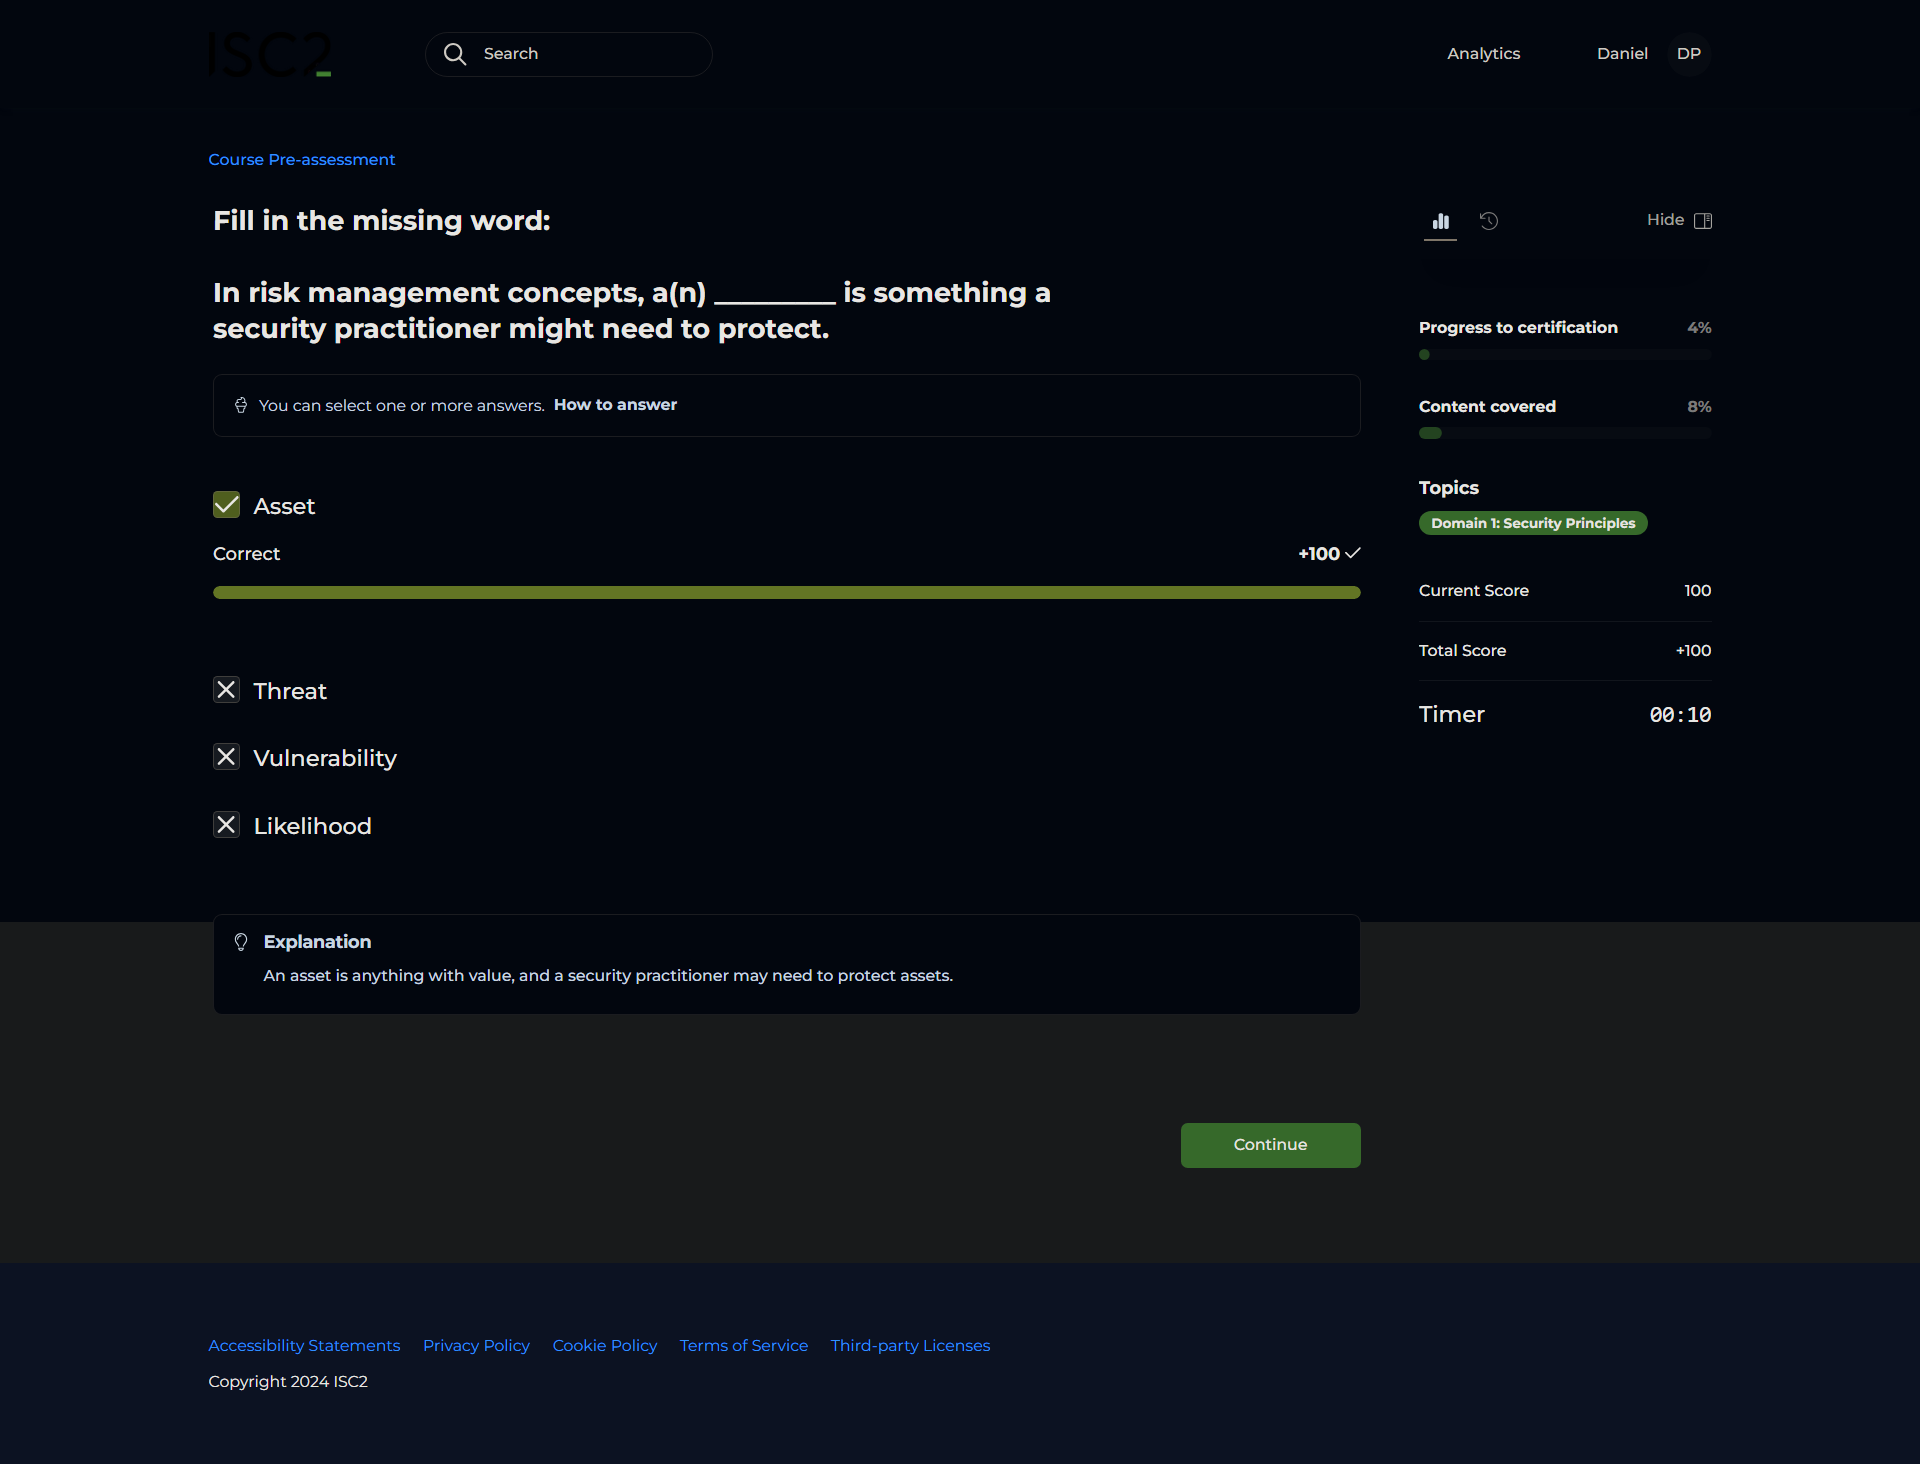 ISC2
Search
Analytics
Daniel
DP
Course Pre-assessment
Fill in the missing word:
In risk management concepts, a(n) _________ is something a
security practitioner might need to protect.
You can select one or more answers. How to answer
Asset
Correct
+100
Threat
Vulnerability
Likelihood
Explanation
An asset is anything with value, and a security practitioner may need to protect assets.
Continue
Hide
Progress to certification 4%
Content covered 8%
Topics
Domain 1: Security Principles
Current Score 100
Total Score +100
Timer 00:10
Accessibility Statements Privacy Policy Cookie Policy Terms of Service Third-party Licenses
Copyright 2024 ISC2